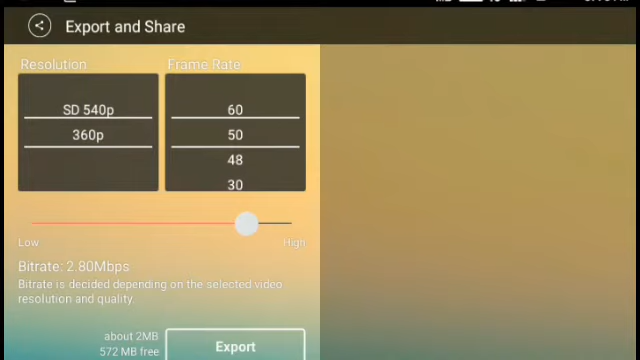 Export and Share
Resolution
Frame Rate
SD 540p
360p
60
50
48
30
Low
High
Bitrate: 2.80Mbps
Bitrate is decided depending on the selected video
resolution and quality.
about 2MB
572 MB free
Export